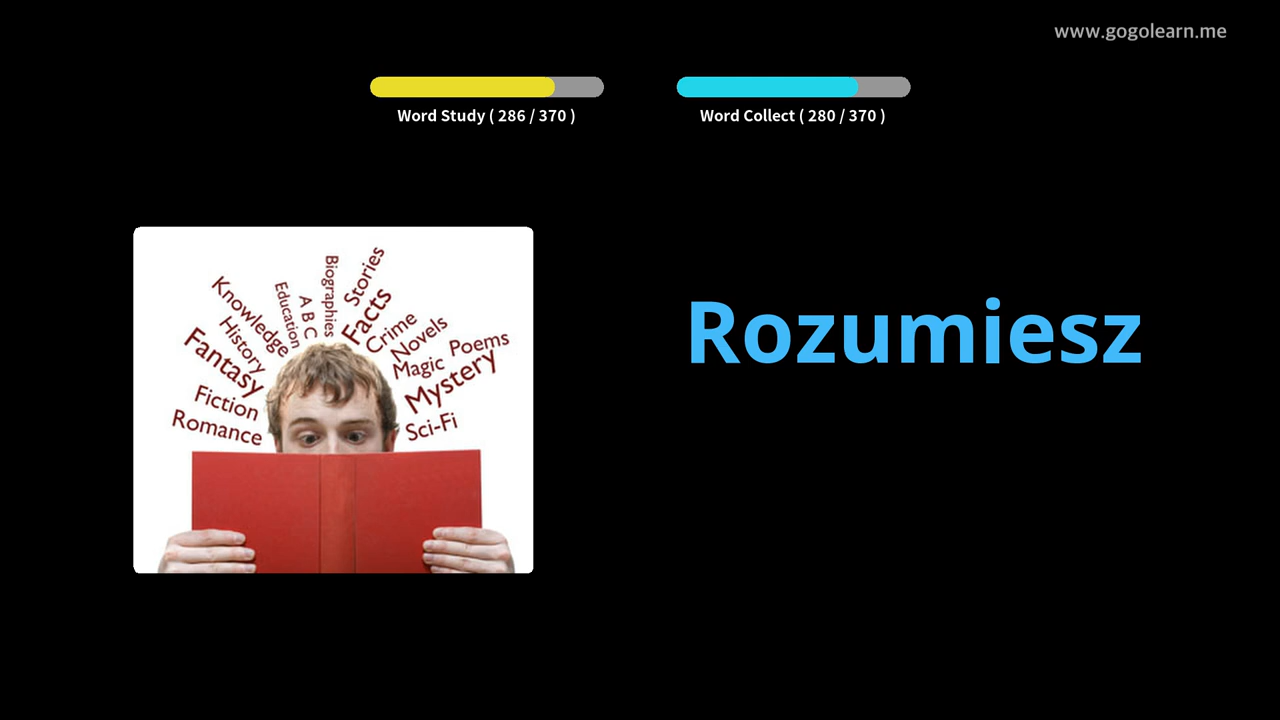 www.gogolearn.me
Word Study ( 286 / 370 )
Word Collect ( 280 / 370 )
Rozumiesz
Knowledge
History
Fantasy
Fiction
Romance
Education
A B C
Biographies
Stories
Facts
Crime
Novels
Magic
Poems
Mystery
Sci-Fi